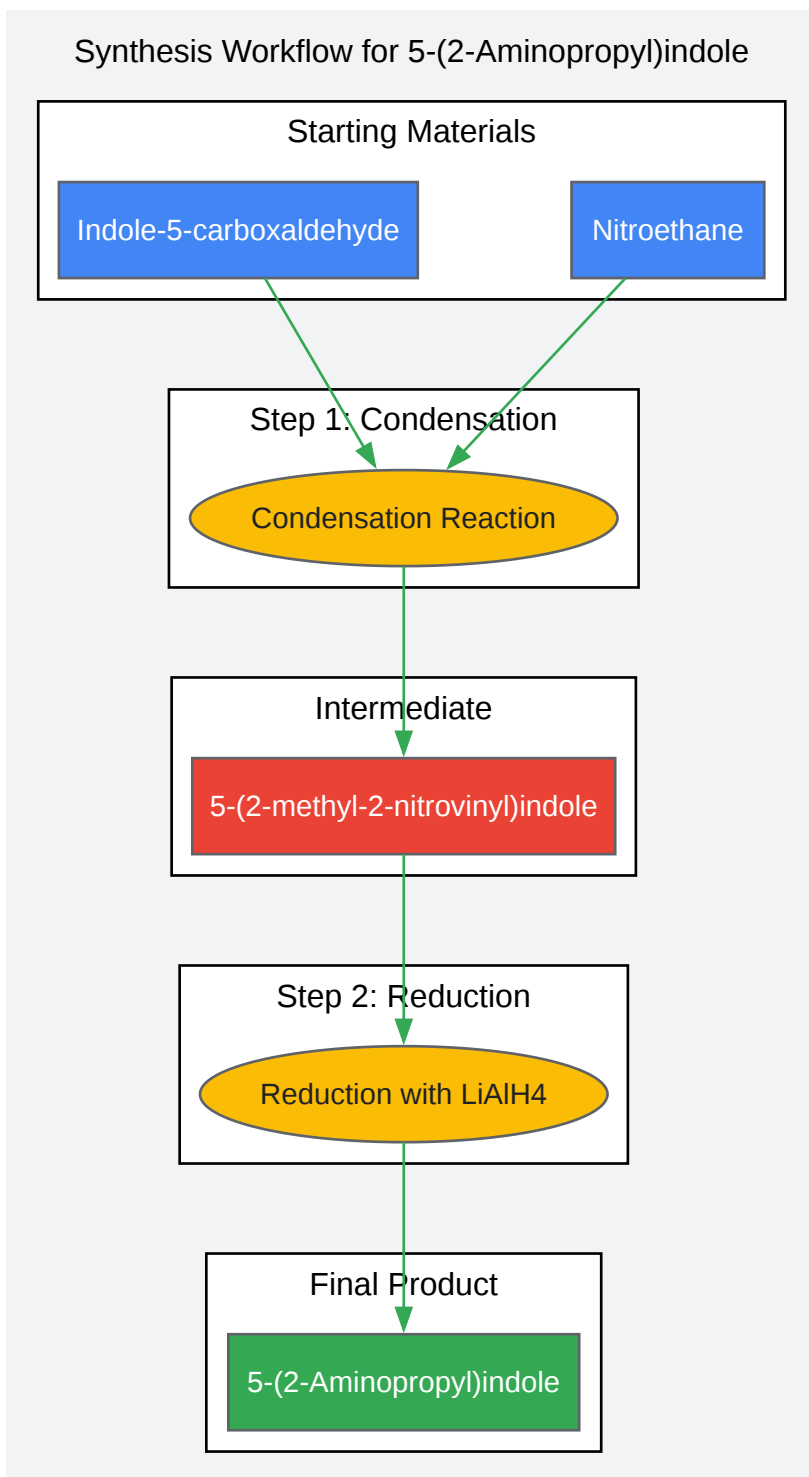 Synthesis Workflow for 5-(2-Aminopropyl)indole
Starting Materials
Indole-5-carboxaldehyde
Nitroethane
Step 1: Condensation
Condensation Reaction
Intermediate
5-(2-methyl-2-nitrovinyl)indole
Step 2: Reduction
Reduction with LiAlH4
Final Product
5-(2-Aminopropyl)indole